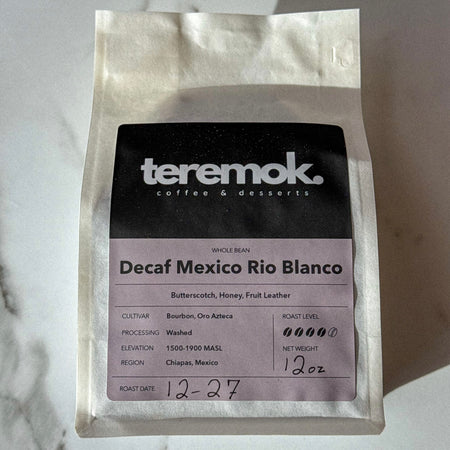 teremok.
coffee & desserts
WHOLE BEAN
Decaf Mexico Rio Blanco
Butterscotch, Honey, Fruit Leather
CULTIVAR Bourbon, Oro Azteca
PROCESSING Washed
ELEVATION 1500-1900 MASL
REGION Chiapas, Mexico
ROAST LEVEL
NET WEIGHT
12oz
ROAST DATE 12-27